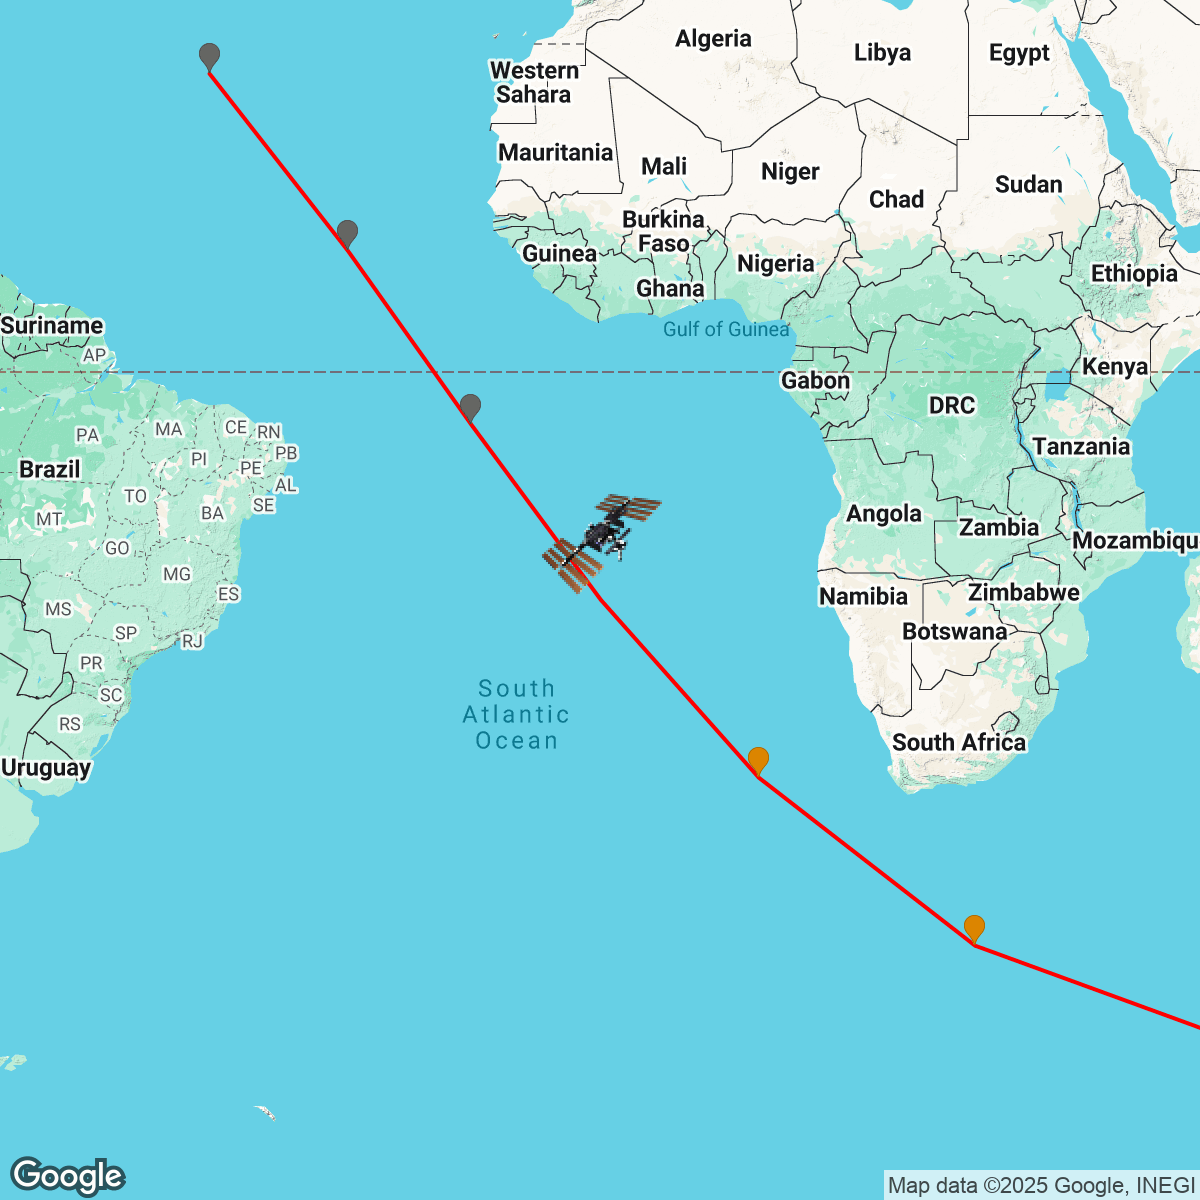 Algeria
Libya
Egypt
Western
Sahara
Mauritania
Mali
Niger
Chad
Sudan
Burkina
Faso
Guinea
Nigeria
Ethiopia
Ghana
Suriname
Gulf of Guinea
AP
Kenya
Gabon
DRC
PA
MA
CE
RN
Tanzania
PB
PI
PE
Brazil
AL
TO
SE
BA
MT
Angola
Zambia
Mozambiqu
GO
MG
ES
Namibia
Zimbabwe
MS
SP
RJ
Botswana
PR
SC
South
Atlantic
Ocean
RS
South Africa
Uruguay
Google
Map data ©2025 Google, INEGI